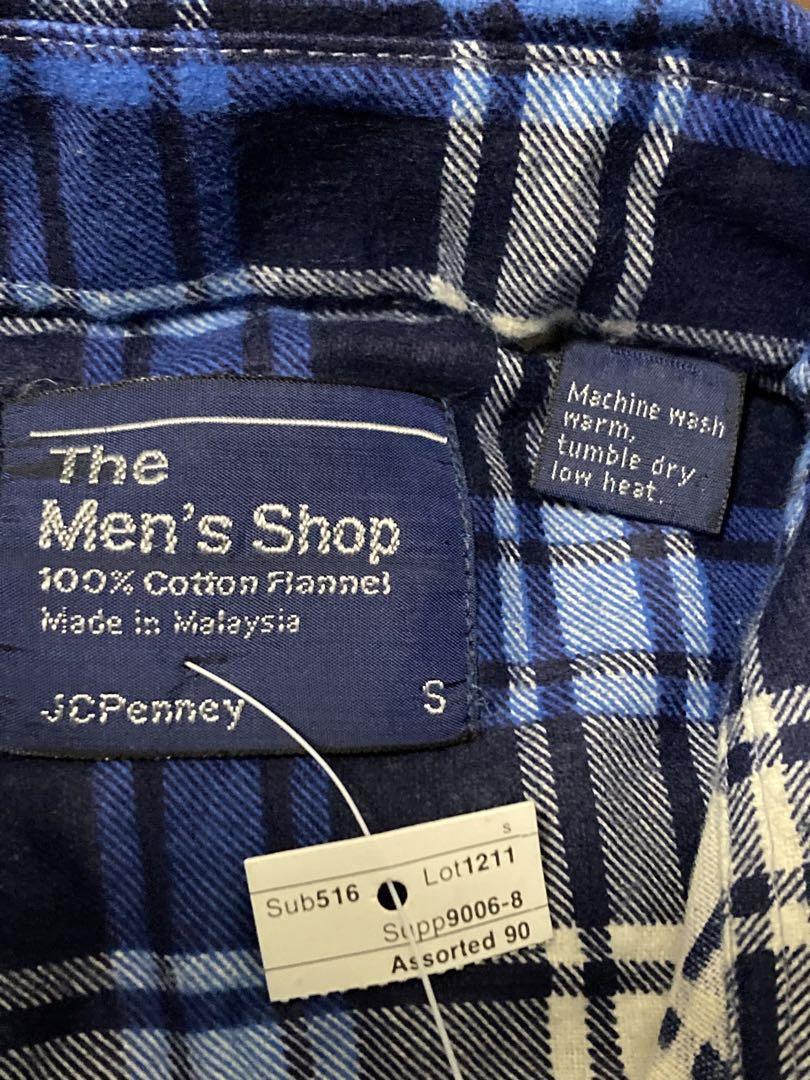 The
Men's Shop
100% Cotton Flannel
Made in Malaysia
JCPenney S
Machine wash
warm,
tumble dry
low heat.
s
Sub516 Lot1211
Supp9006-8
Assorted 90